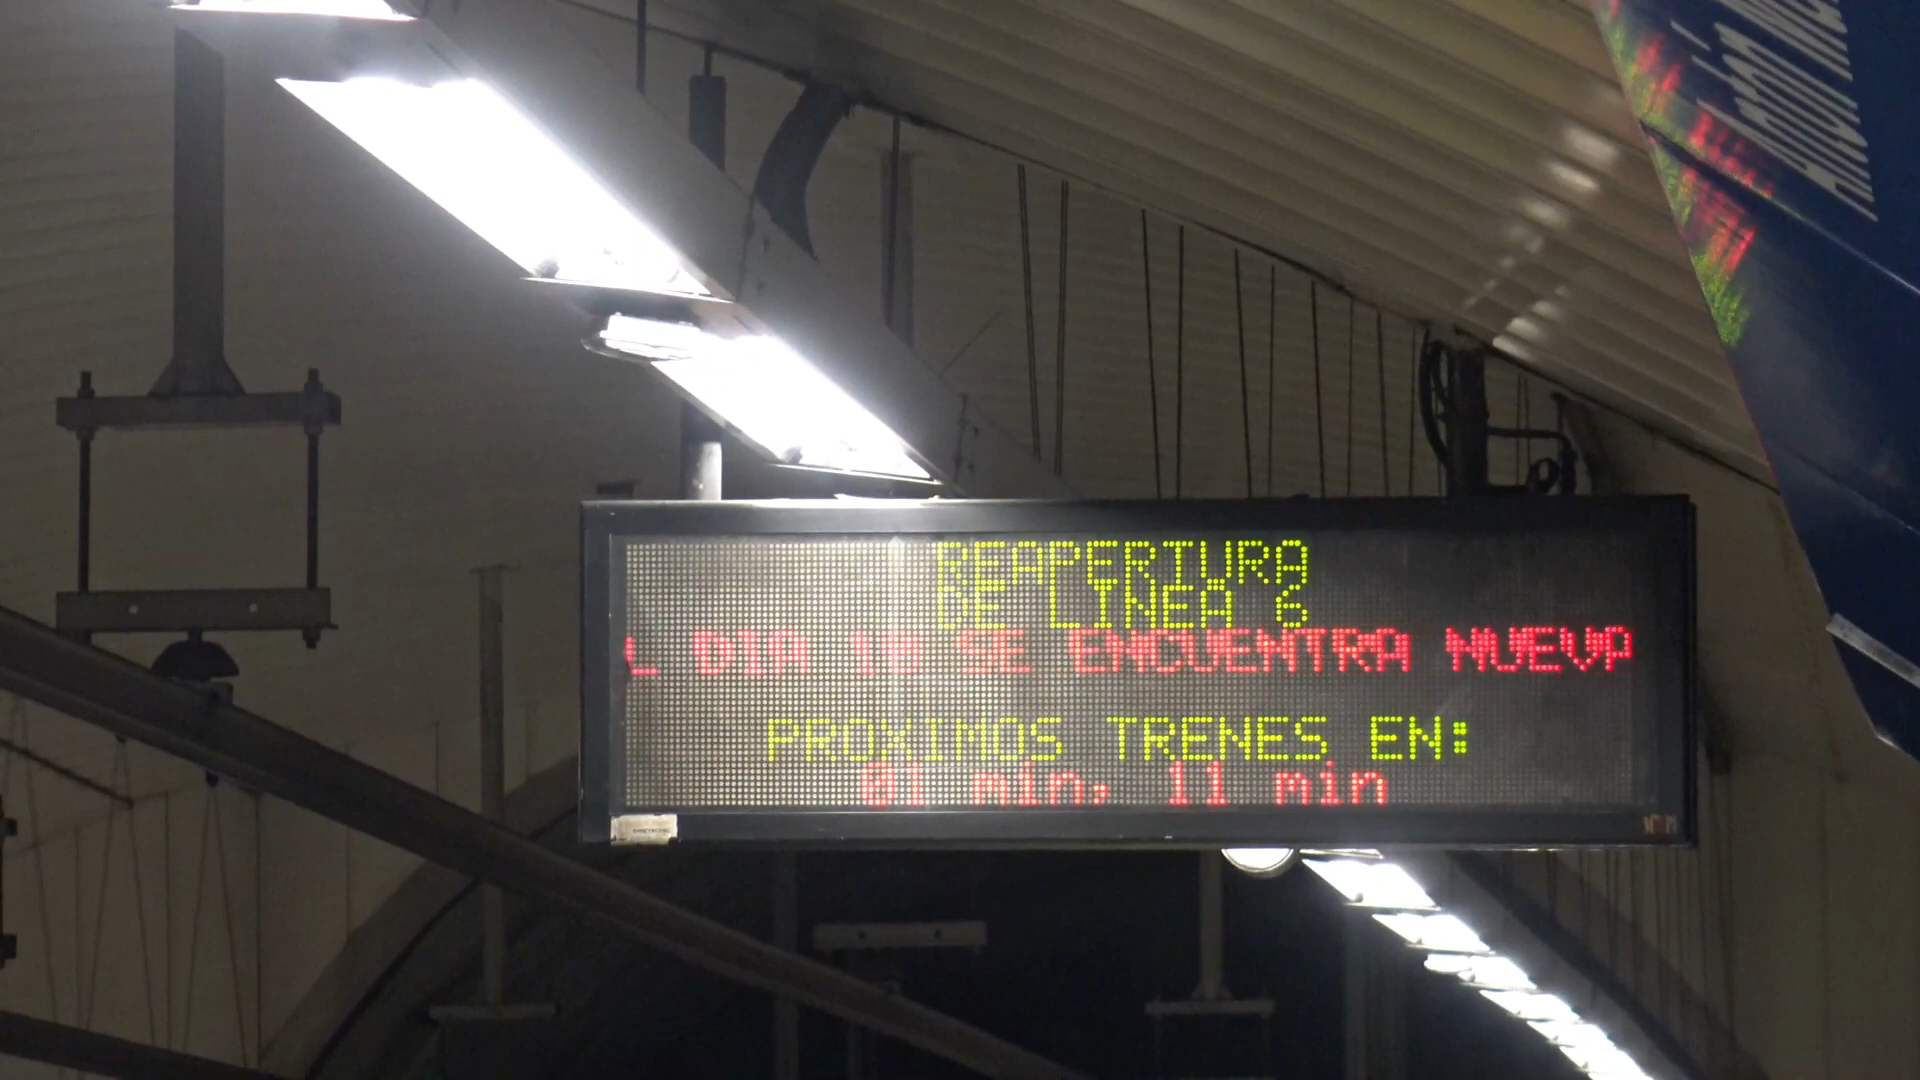 REAPERTURA
DE LINEA 6
L DIA 10 SE ENCUENTRA NUEVA
PROXIMOS TRENES EN:
01 min, 11 min